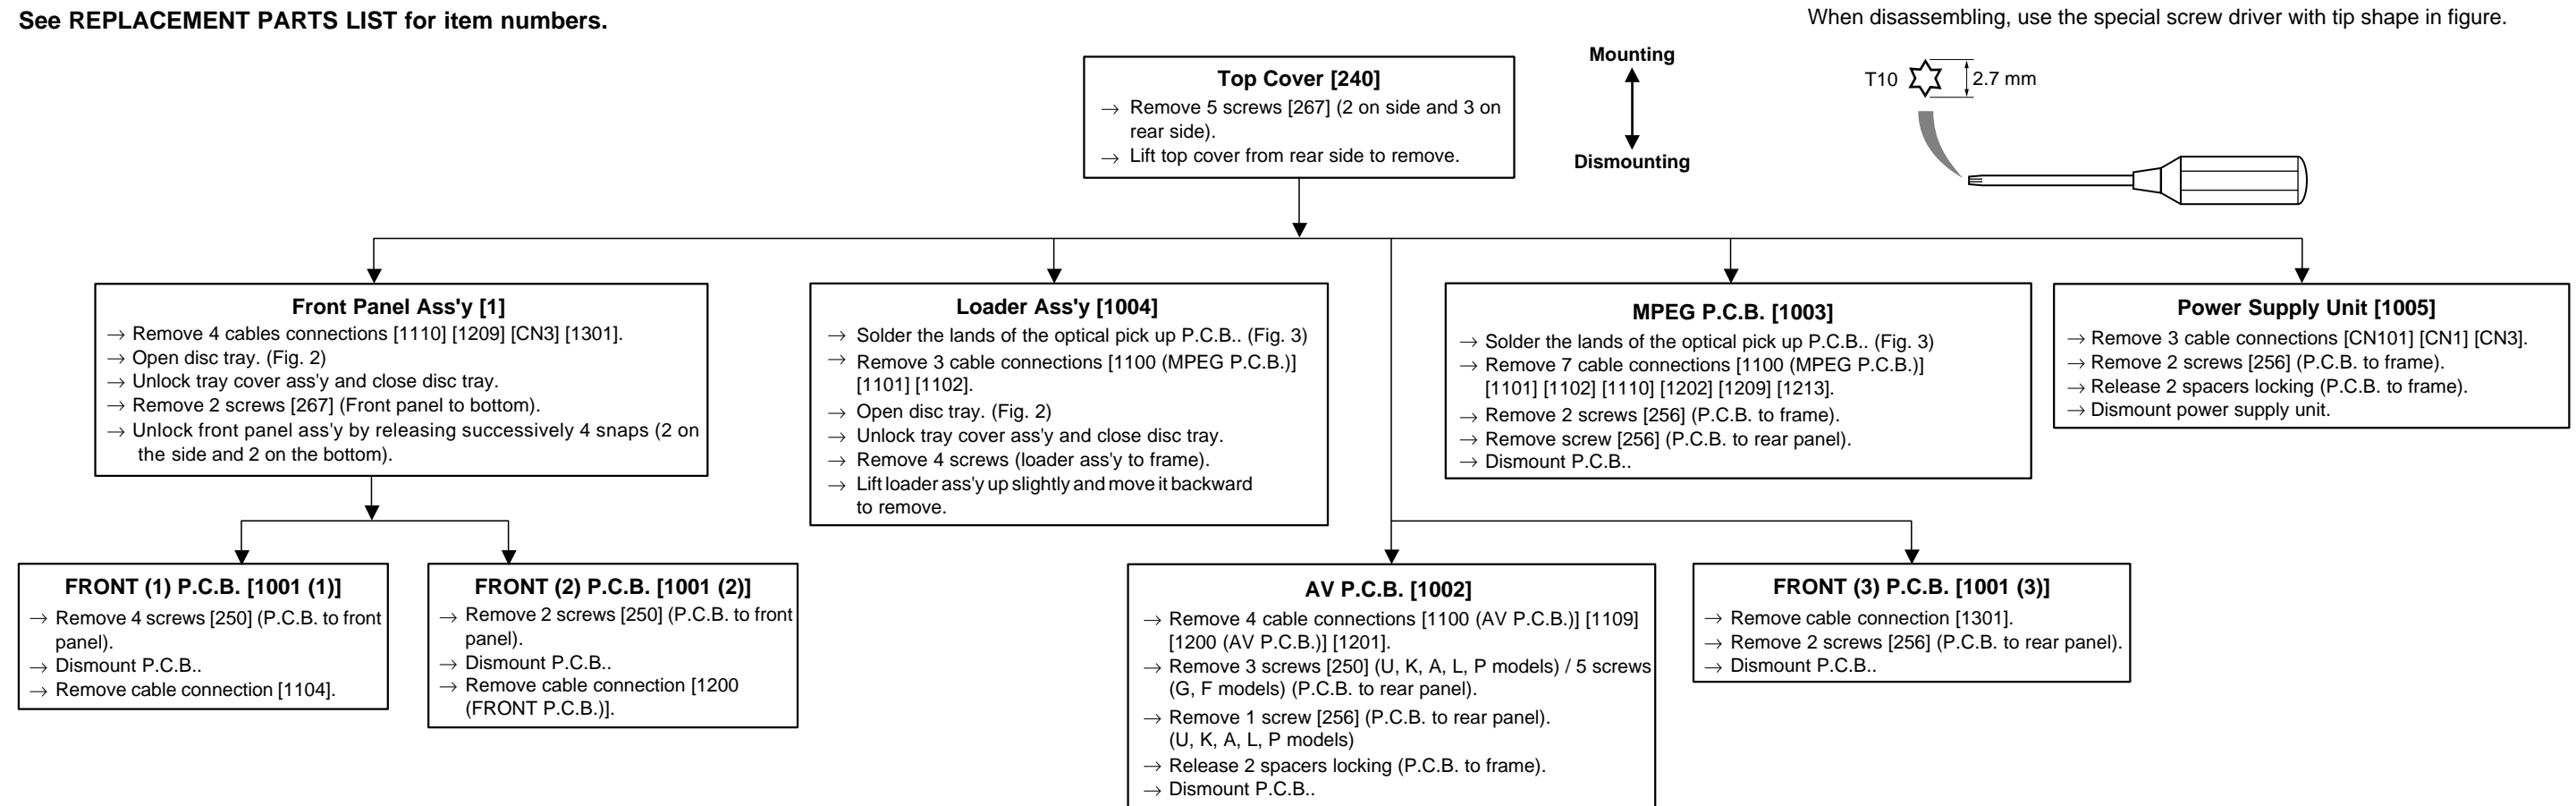 See REPLACEMENT PARTS LIST for item numbers.
When disassembling, use the special screw driver with tip shape in figure.
Top Cover [240]
→ Remove 5 screws [267] (2 on side and 3 on
rear side).
→ Lift top cover from rear side to remove.
Mounting
Dismounting
T10
2.7 mm
Front Panel Ass'y [1]
→ Remove 4 cables connections [1110] [1209] [CN3] [1301].
→ Open disc tray. (Fig. 2)
→ Unlock tray cover ass'y and close disc tray.
→ Remove 2 screws [267] (Front panel to bottom).
→ Unlock front panel ass'y by releasing successively 4 snaps (2 on
the side and 2 on the bottom).
Loader Ass'y [1004]
→ Solder the lands of the optical pick up P.C.B.. (Fig. 3)
→ Remove 3 cable connections [1100 (MPEG P.C.B.)]
[1101] [1102].
→ Open disc tray. (Fig. 2)
→ Unlock tray cover ass'y and close disc tray.
→ Remove 4 screws (loader ass'y to frame).
→ Lift loader ass'y up slightly and move it backward
to remove.
MPEG P.C.B. [1003]
→ Solder the lands of the optical pick up P.C.B.. (Fig. 3)
→ Remove 7 cable connections [1100 (MPEG P.C.B.)]
[1101] [1102] [1110] [1202] [1209] [1213].
→ Remove 2 screws [256] (P.C.B. to frame).
→ Remove screw [256] (P.C.B. to rear panel).
→ Dismount P.C.B..
Power Supply Unit [1005]
→ Remove 3 cable connections [CN101] [CN1] [CN3].
→ Remove 2 screws [256] (P.C.B. to frame).
→ Release 2 spacers locking (P.C.B. to frame).
→ Dismount power supply unit.
FRONT (1) P.C.B. [1001 (1)]
→ Remove 4 screws [250] (P.C.B. to front
panel).
→ Dismount P.C.B..
→ Remove cable connection [1104].
FRONT (2) P.C.B. [1001 (2)]
→ Remove 2 screws [250] (P.C.B. to front
panel).
→ Dismount P.C.B..
→ Remove cable connection [1200
(FRONT P.C.B.)].
AV P.C.B. [1002]
→ Remove 4 cable connections [1100 (AV P.C.B.)] [1109]
[1200 (AV P.C.B.)] [1201].
→ Remove 3 screws [250] (U, K, A, L, P models) / 5 screws
(G, F models) (P.C.B. to rear panel).
→ Remove 1 screw [256] (P.C.B. to rear panel).
(U, K, A, L, P models)
→ Release 2 spacers locking (P.C.B. to frame).
→ Dismount P.C.B..
FRONT (3) P.C.B. [1001 (3)]
→ Remove cable connection [1301].
→ Remove 2 screws [256] (P.C.B. to rear panel).
→ Dismount P.C.B..